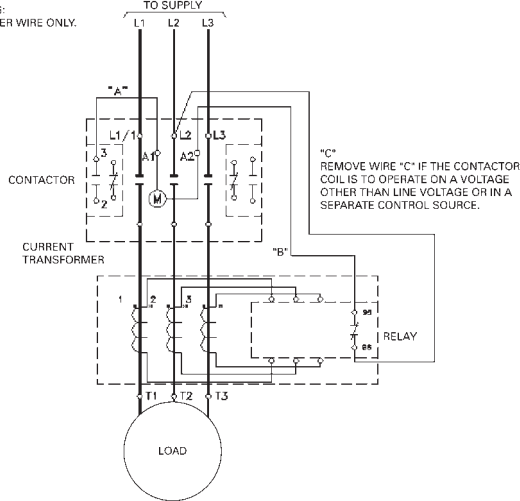 S:
ER WIRE ONLY.
TO SUPPLY
L1 L2 L3
"A"
L1/1 L2 L3
3 A1 A2
M
2
CONTACTOR
"C"
REMOVE WIRE "C" IF THE CONTACTOR
COIL IS TO OPERATE ON A VOLTAGE
OTHER THAN LINE VOLTAGE OR IN A
SEPARATE CONTROL SOURCE.
CURRENT
TRANSFORMER
"B"
1 2 3
95
96
RELAY
T1 T2 T3
LOAD